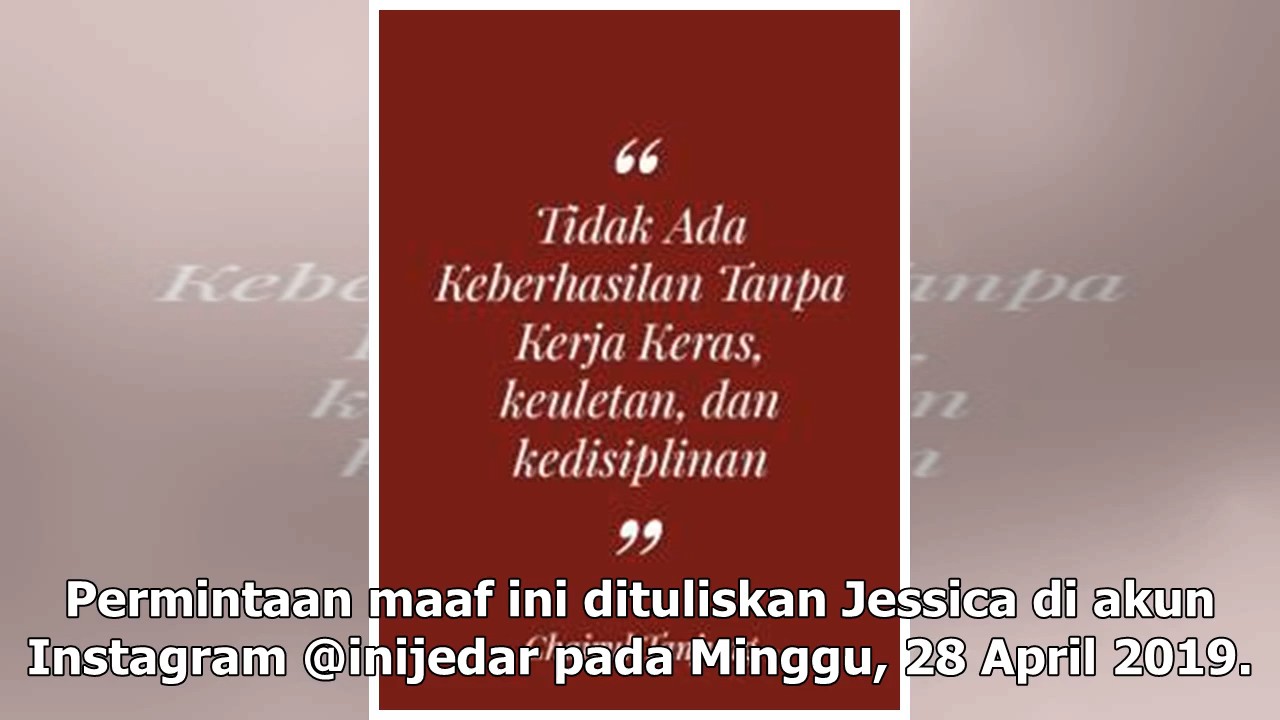 “
Tidak Ada
Keberhasilan Tanpa
Kerja Keras,
keuletan, dan
kedisiplinan
”
Permintaan maaf ini dituliskan Jessica di akun
Instagram @inijedar pada Minggu, 28 April 2019.